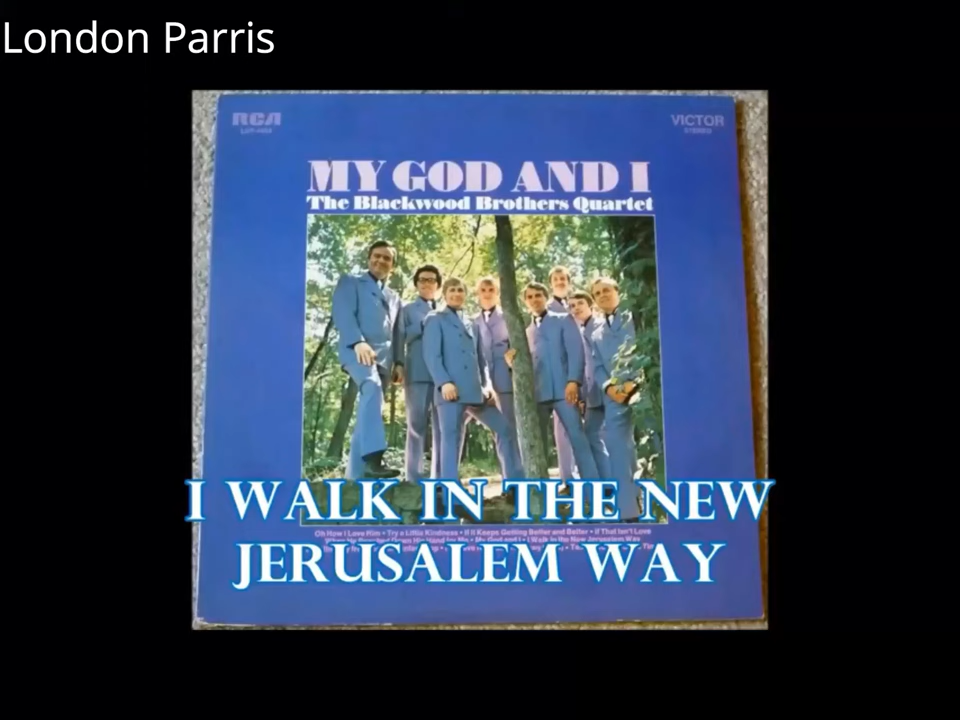 London Parris
RCA
VICTOR
STEREO
MY GOD AND I
The Blackwood Brothers Quartet
I WALK IN THE NEW
JERUSALEM WAY
Oh How I Love Him • Try a Little Kindness • If It Keeps Getting Better and Better • If That Isn't Love
My God and I • I Walk in the New Jerusalem Way